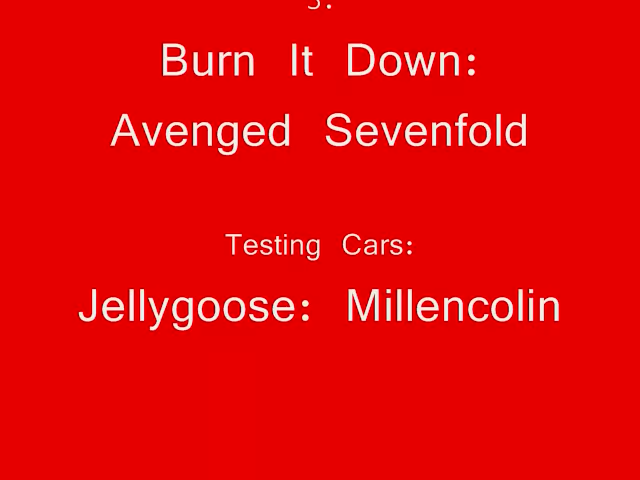 Burn It Down:
Avenged Sevenfold
Testing Cars:
Jellygoose: Millencolin